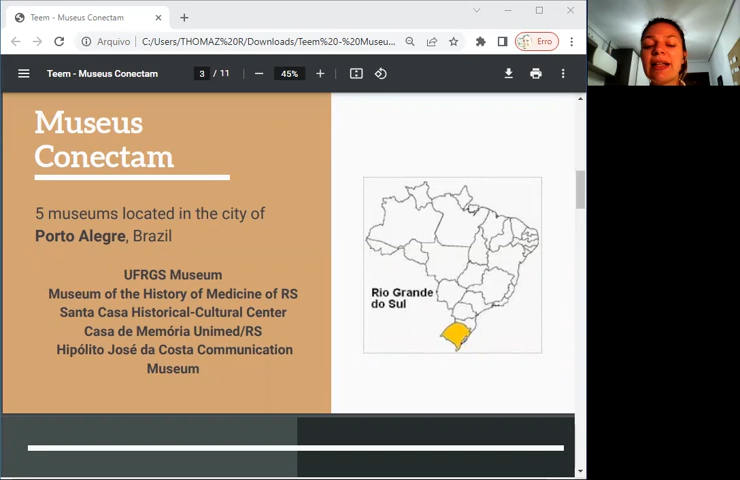 Teem - Museus Conectam
Arquivo C:/Users/THOMAZ%20R/Downloads/Teem%20-%20Museu... Erro
Teem - Museus Conectam 3 / 11 45%
Museus
Conectam
5 museums located in the city of
Porto Alegre, Brazil
UFRGS Museum
Museum of the History of Medicine of RS
Santa Casa Historical-Cultural Center
Casa de Memória Unimed/RS
Hipólito José da Costa Communication
Museum
Rio Grande
do Sul